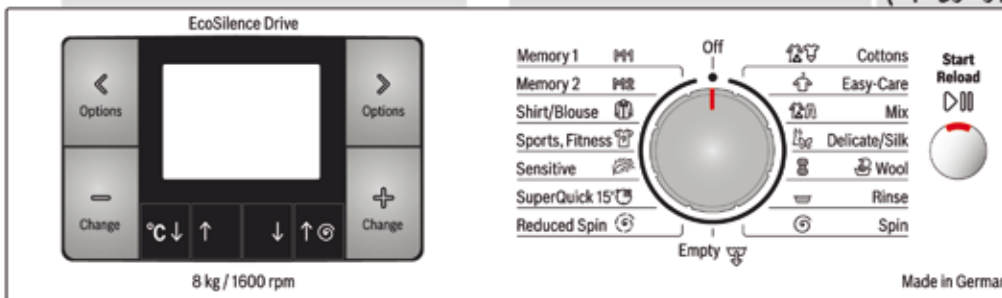 EcoSilence Drive
Options
Options
Change
Change
°C
8 kg / 1600 rpm
Off
Memory 1 M1
Memory 2 M2
Shirt/Blouse
Sports, Fitness
Sensitive
SuperQuick 15'
Reduced Spin
Empty
Cottons
Easy-Care
Mix
Delicate/Silk
Wool
Rinse
Spin
Start
Reload
Made in